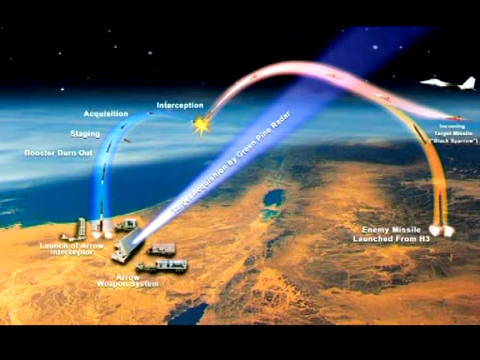 Interception
Acquisition
Staging
Booster Burn Out
Target Acquisition by Green Pine Radar
Incoming
Target Missile
("Black Sparrow")
Launch of Arrow
Interceptor
Enemy Missile
Launched From H3
Arrow
Weapon System